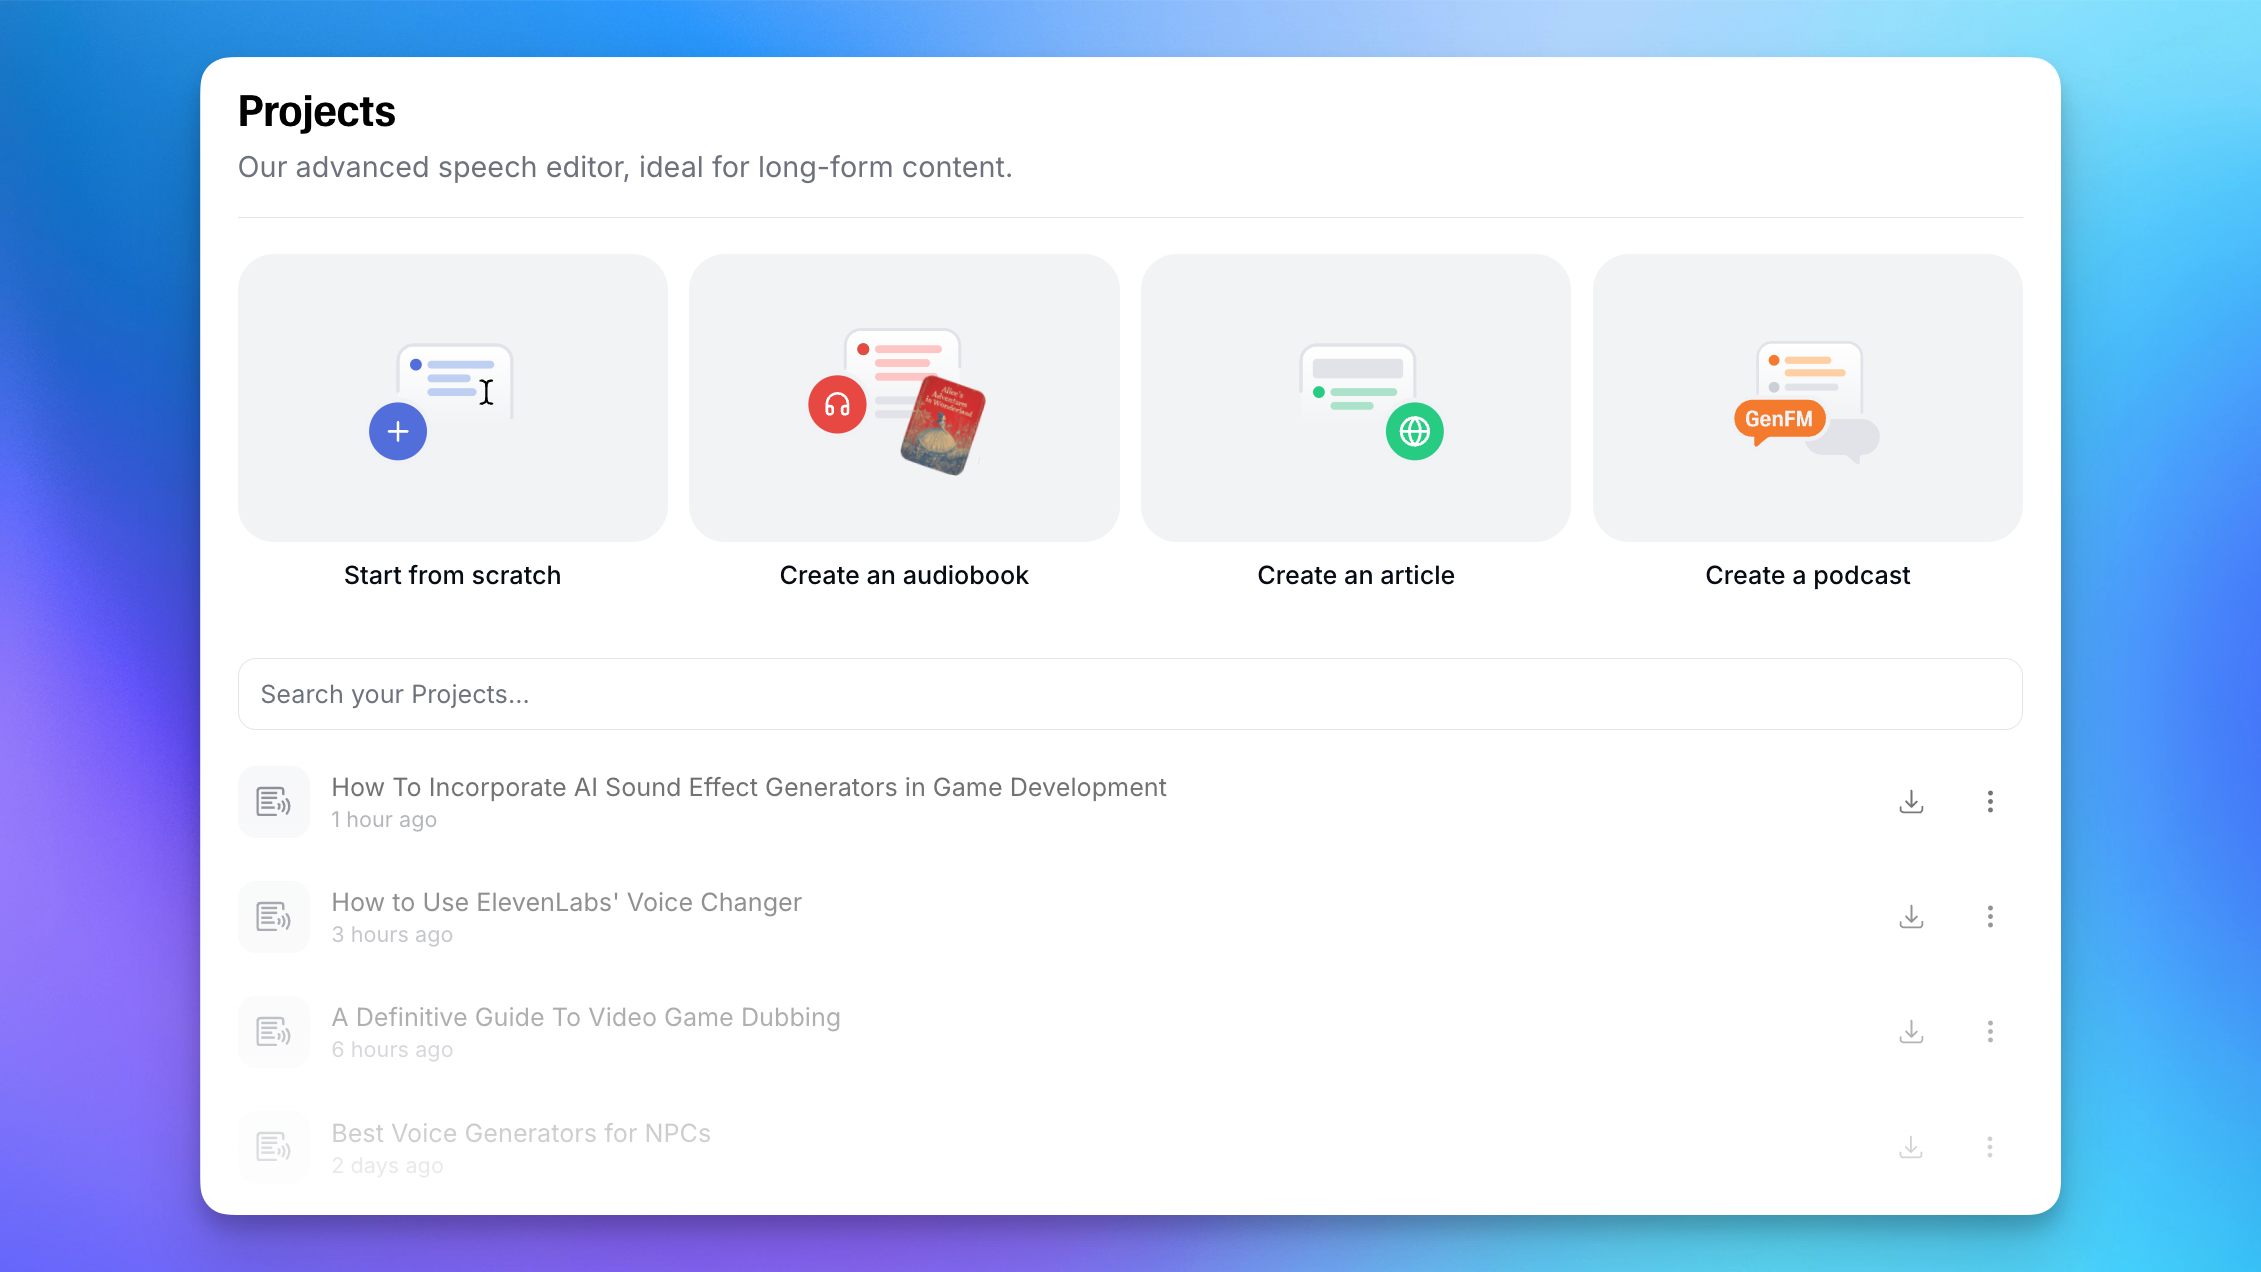 Projects
Our advanced speech editor, ideal for long-form content.
Alice's
Adventures
in Wonderland
GenFM
Start from scratch
Create an audiobook
Create an article
Create a podcast
Search your Projects...
How To Incorporate AI Sound Effect Generators in Game Development
1 hour ago
How to Use ElevenLabs' Voice Changer
3 hours ago
A Definitive Guide To Video Game Dubbing
6 hours ago
Best Voice Generators for NPCs
2 days ago